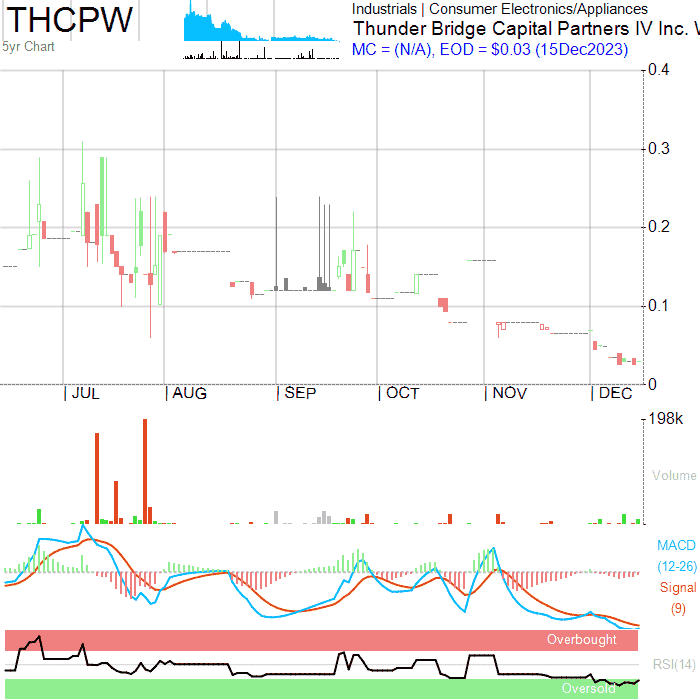 THCPW
5yr Chart
Industrials | Consumer Electronics/Appliances
Thunder Bridge Capital Partners IV Inc. W
MC = (N/A), EOD = $0.03 (15Dec2023)
0.4
0.3
0.2
0.1
0
| JUL | AUG | SEP | OCT | NOV | DEC
198k
Volume
MACD
(12-26)
Signal
(9)
Overbought
RSI(14)
Oversold